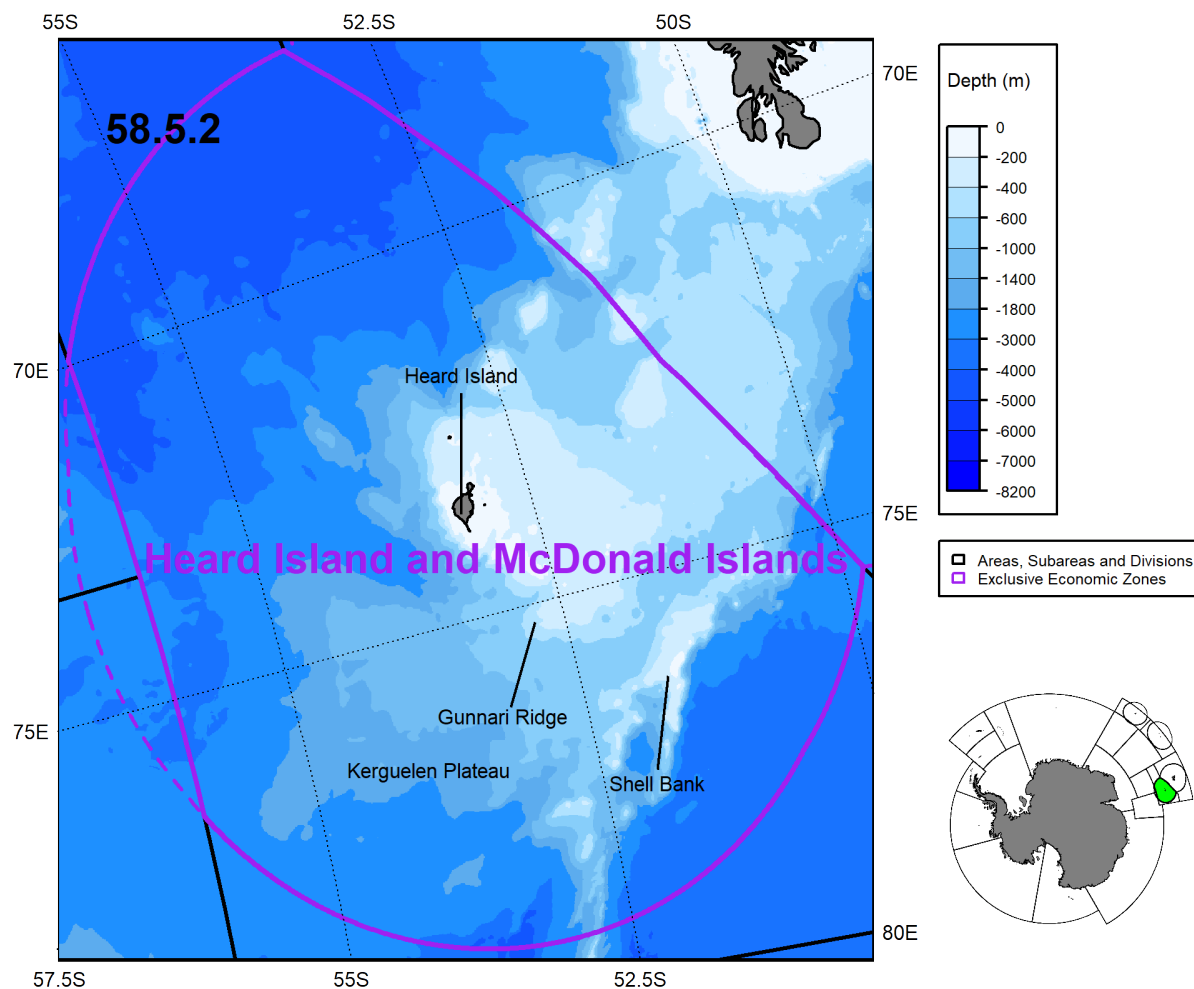 55S
52.5S
50S
70E
58.5.2
Depth (m)
0
-200
-400
-600
-1000
-1400
-1800
-3000
-4000
-5000
-6000
-7000
-8200
70E
Heard Island
75E
Heard Island and McDonald Islands
Areas, Subareas and Divisions
Exclusive Economic Zones
Gunnari Ridge
75E
Kerguelen Plateau
Shell Bank
80E
57.5S
55S
52.5S